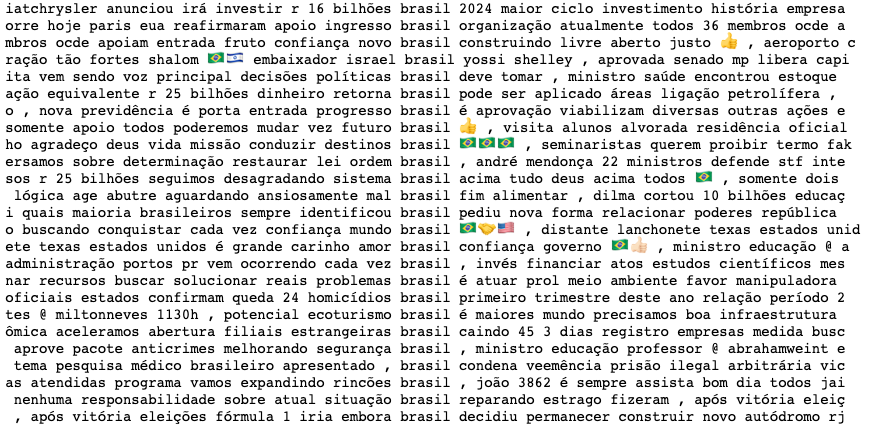 iatchrysler anunciou irá investir r 16 bilhões brasil 2024 maior ciclo investimento história empresa
orre hoje paris eua reafirmaram apoio ingresso brasil organização atualmente todos 36 membros ocde a
mbros ocde apoiam entrada fruto confiança novo brasil construindo livre aberto justo 👍 , aeroporto c
ração tão fortes shalom 🇧🇷🇮🇱 embaixador israel brasil yossi shelley , aprovada senado mp libera capi
ita vem sendo voz principal decisões políticas brasil deve tomar , ministro saúde encontrou estoque
ação equivalente r 25 bilhões dinheiro retorna brasil pode ser aplicado áreas ligação petrolífera ,
o , nova previdência é porta entrada progresso brasil é aprovação viabilizam diversas outras ações e
somente apoio todos poderemos mudar vez futuro brasil 👍 , visita alunos alvorada residência oficial
ho agradeço deus vida missão conduzir destinos brasil 🇧🇷🇧🇷🇧🇷 , seminaristas querem proibir termo fak
ersamos sobre determinação restaurar lei ordem brasil , andré mendonça 22 ministros defende stf inte
sos r 25 bilhões seguimos desagradando sistema brasil acima tudo deus acima todos 🇧🇷 , somente dois
lógica age abutre aguardando ansiosamente mal brasil fim alimentar , dilma cortou 10 bilhões educaç
i quais maioria brasileiros sempre identificou brasil pediu nova forma relacionar poderes república
o buscando conquistar cada vez confiança mundo brasil 🇧🇷🤝🇺🇸 , distante lanchonete texas estados unid
ete texas estados unidos é grande carinho amor brasil confiança governo 🇧🇷👍🏻 , ministro educação @ a
administração portos pr vem ocorrendo cada vez brasil , invés financiar atos estudos científicos mes
nar recursos buscar solucionar reais problemas brasil é atuar prol meio ambiente favor manipuladora
oficiais estados confirmam queda 24 homicídios brasil primeiro trimestre deste ano relação período 2
tes @ miltonneves 1130h , potencial ecoturismo brasil é maiores mundo precisamos boa infraestrutura
ômica aceleramos abertura filiais estrangeiras brasil caindo 45 3 dias registro empresas medida busc
aprove pacote anticrimes melhorando segurança brasil , ministro educação professor @ abrahamweint e
tema pesquisa médico brasileiro apresentado , brasil condena veemência prisão ilegal arbitrária vic
as atendidas programa vamos expandindo rincões brasil , joão 3862 é sempre assista bom dia todos jai
nenhuma responsabilidade sobre atual situação brasil reparando estrago fizeram , após vitória eleiç
, após vitória eleições fórmula 1 iria embora brasil decidiu permanecer construir novo autódromo rj